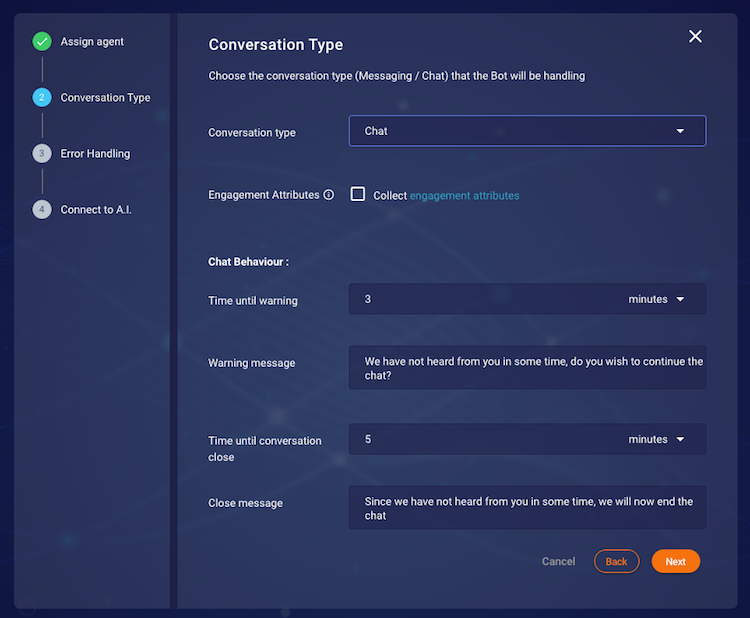 Assign agent
2 Conversation Type
3 Error Handling
4 Connect to A.I.
Conversation Type
Choose the conversation type (Messaging / Chat) that the Bot will be handling
Conversation type
Chat
Engagement Attributes
Collect engagement attributes
Chat Behaviour :
Time until warning
3 minutes
Warning message
We have not heard from you in some time, do you wish to continue the
chat?
Time until conversation
close
5 minutes
Close message
Since we have not heard from you in some time, we will now end the
chat
Cancel Back Next